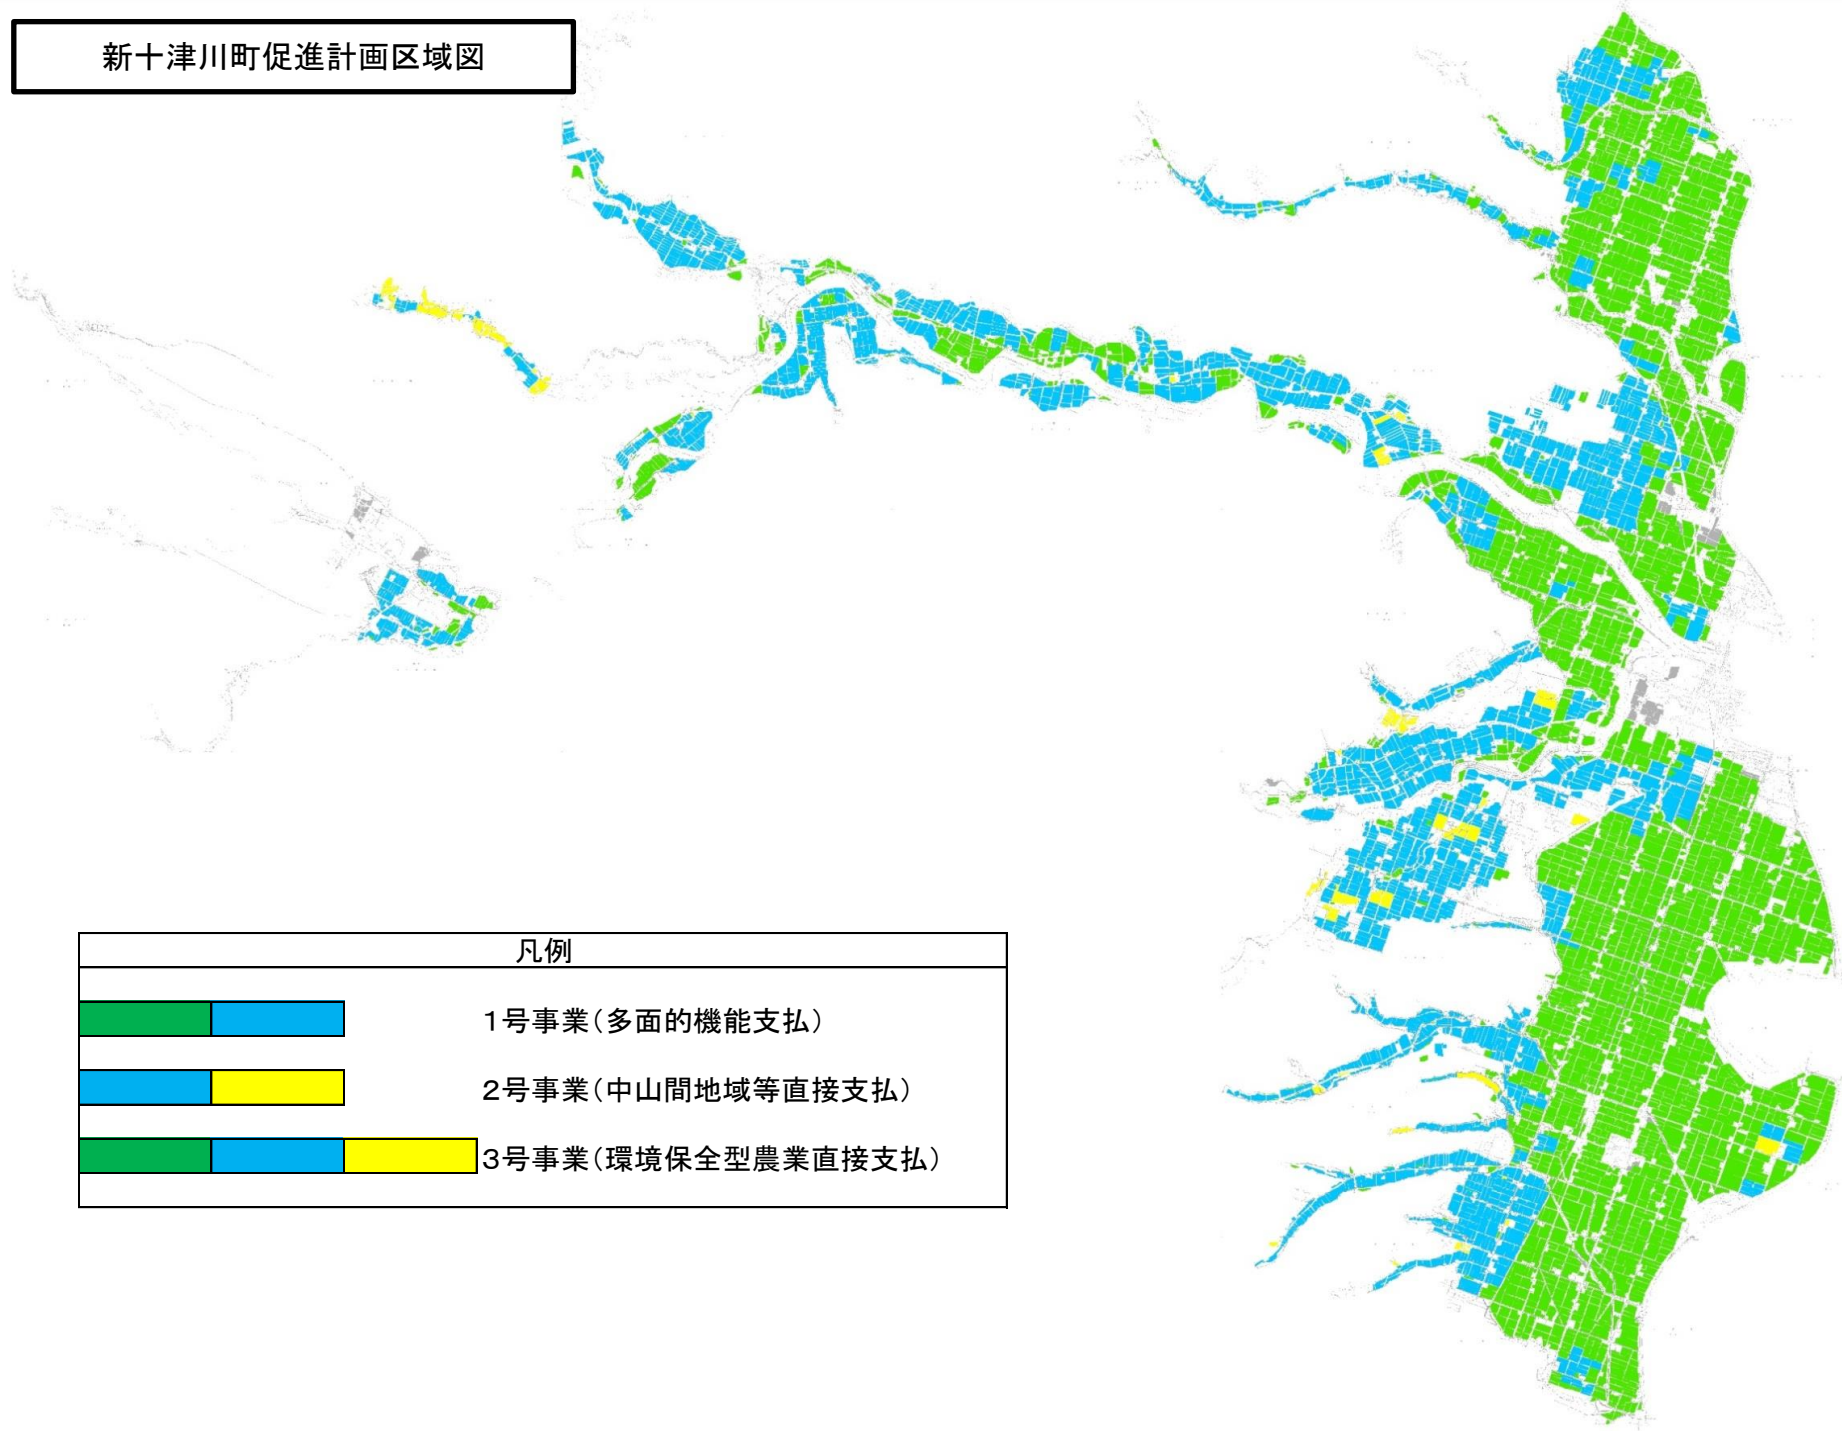 新十津川町促進計画区域図
凡例
1号事業(多面的機能支払)
2号事業(中山間地域等直接支払)
3号事業(環境保全型農業直接支払)